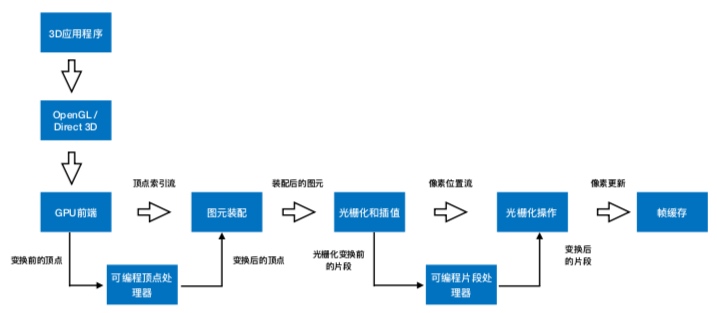 3D应用程序
OpenGL /
Direct 3D
顶点索引流
装配后的图元
像素位置流
像素更新
GPU前端
图元装配
光栅化和插值
光栅化操作
帧缓存
变换前的顶点
变换后的顶点
光栅化变换前
的片段
变换后
的片段
可编程顶点处
理器
可编程片段处
理器